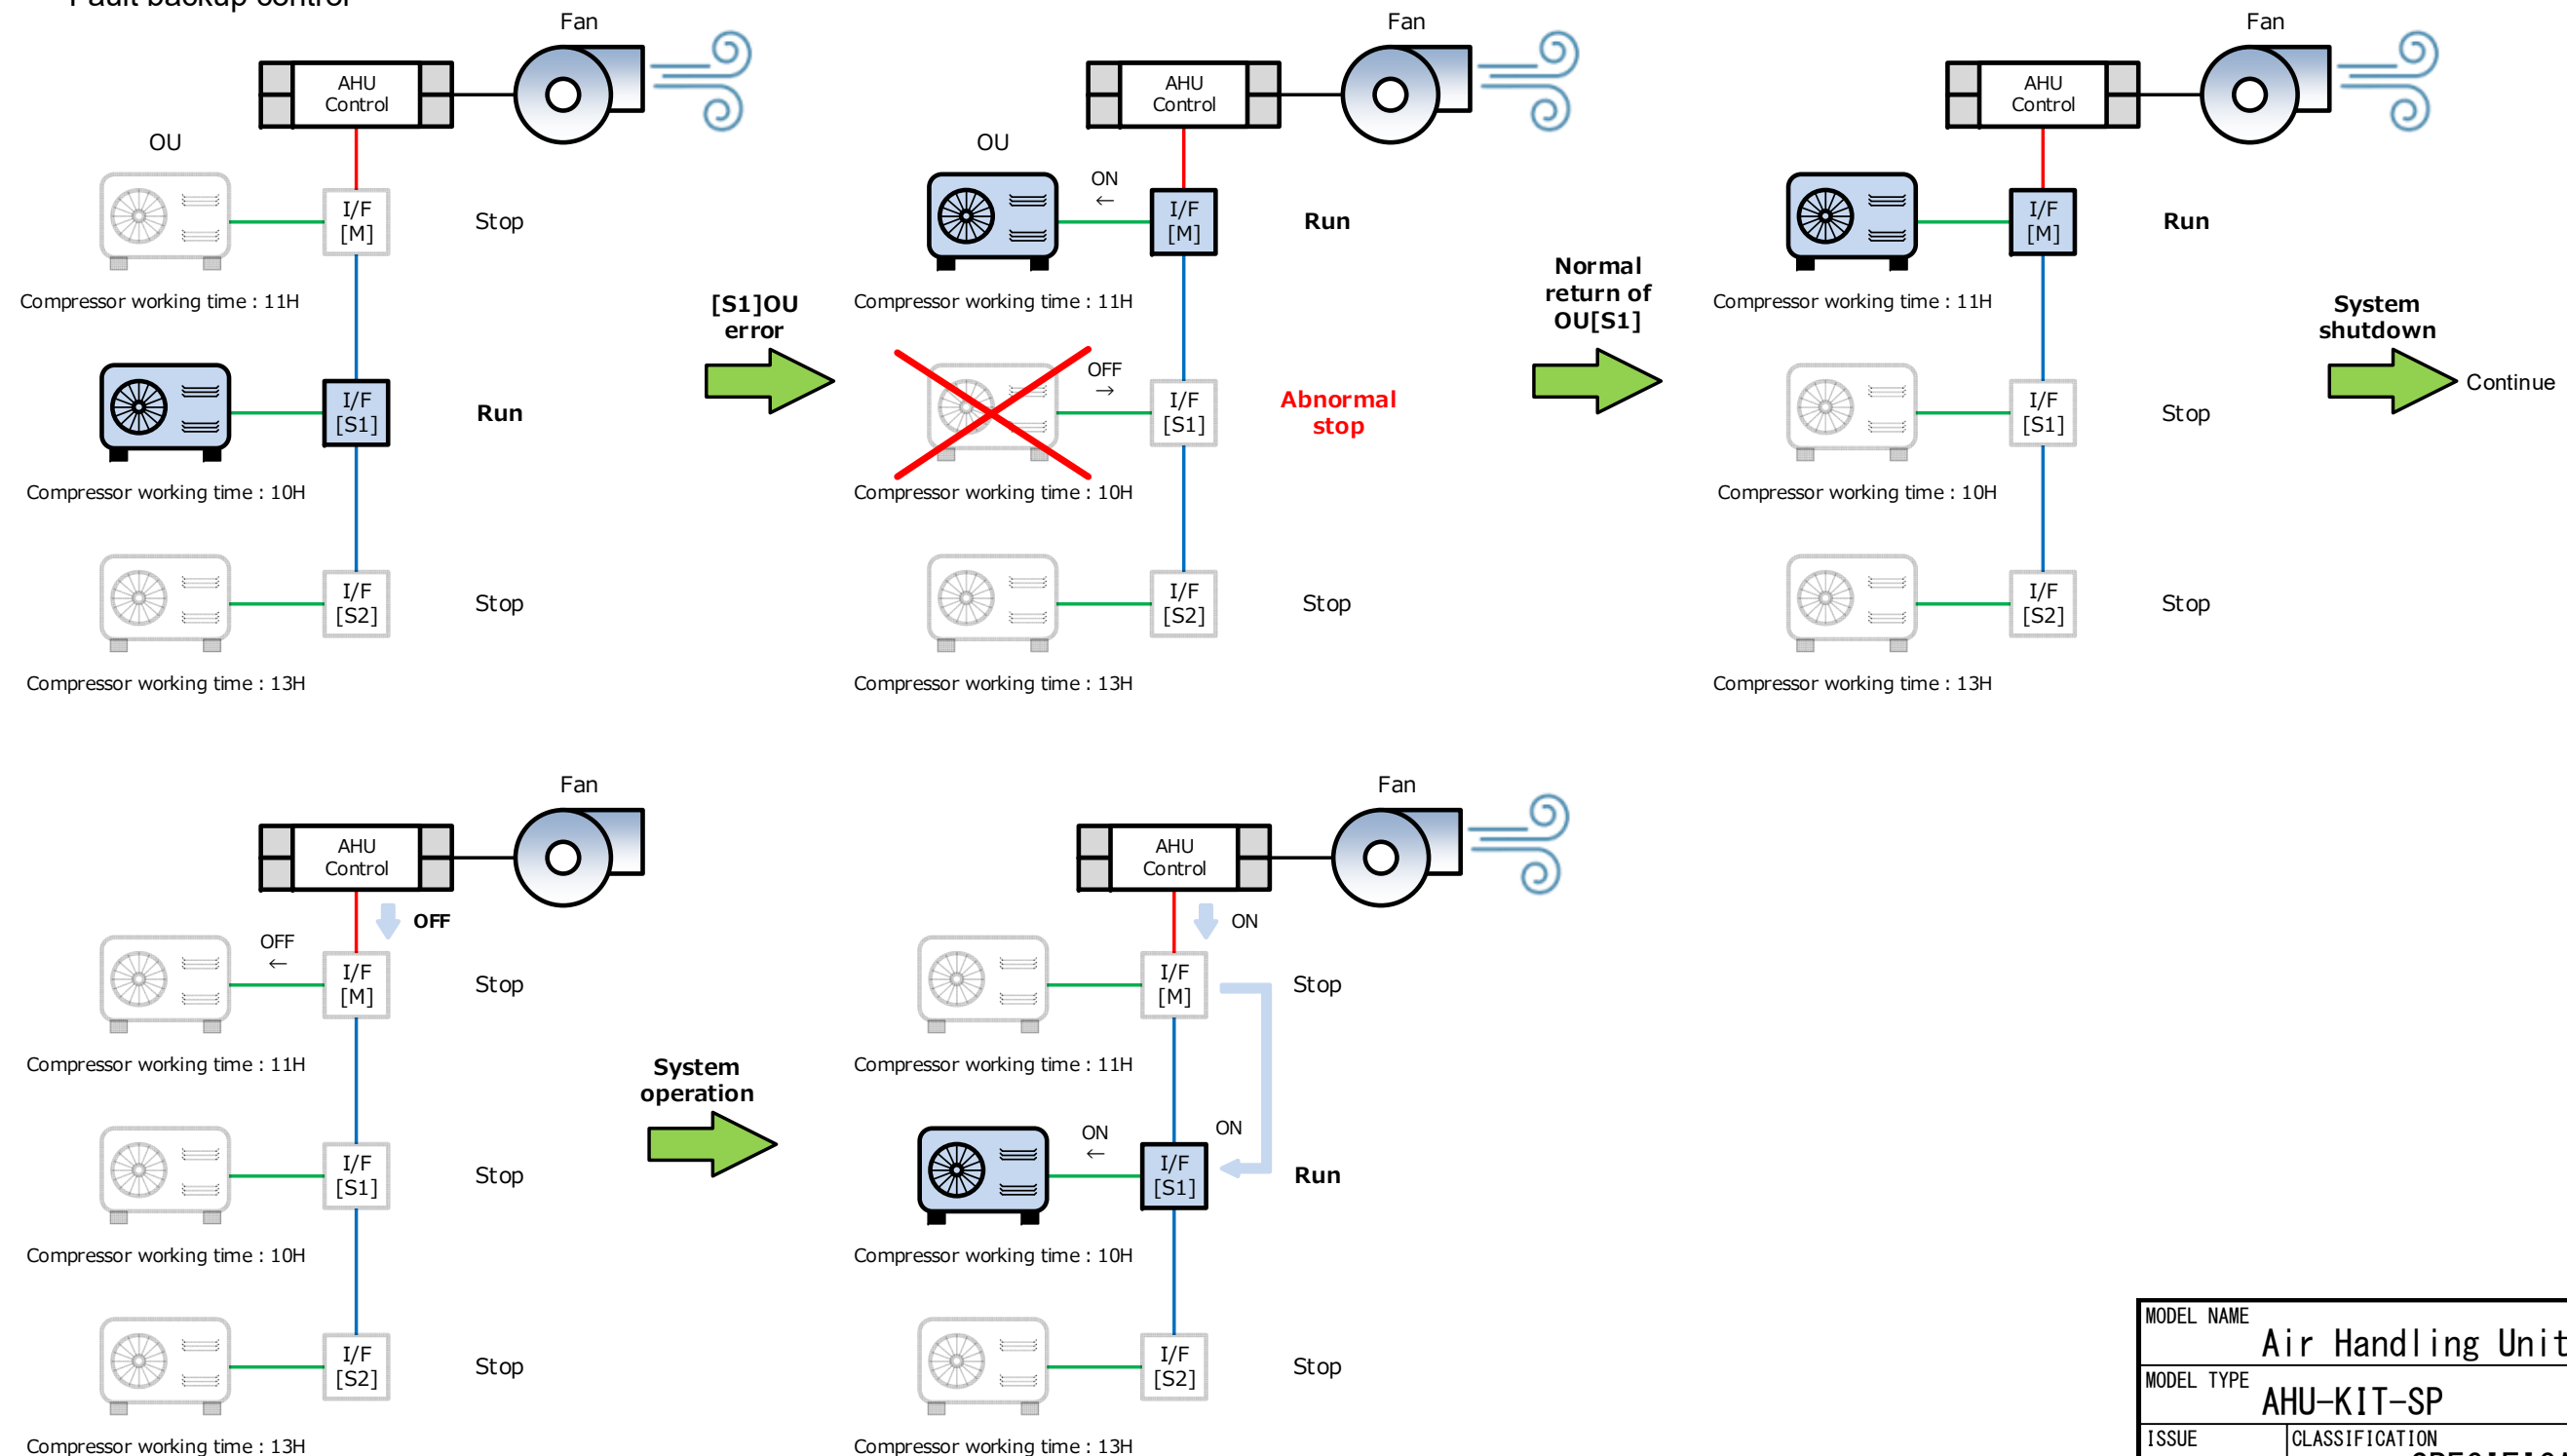 Fault backup control
Fan
AHU
Control
OU
I/F
[M]
Stop
Compressor working time : 11H
I/F
[S1]
Run
Compressor working time : 10H
I/F
[S2]
Stop
Compressor working time : 13H
[S1]OU
error
Fan
AHU
Control
OU
ON
←
I/F
[M]
Run
Compressor working time : 11H
OFF
→
I/F
[S1]
Abnormal
stop
Compressor working time : 10H
I/F
[S2]
Stop
Compressor working time : 13H
Normal
return of
OU[S1]
Fan
AHU
Control
I/F
[M]
Run
Compressor working time : 11H
I/F
[S1]
Stop
Compressor working time : 10H
I/F
[S2]
Stop
Compressor working time : 13H
System
shutdown
Continue
Fan
AHU
Control
OFF
OFF
←
I/F
[M]
Stop
Compressor working time : 11H
I/F
[S1]
Stop
Compressor working time : 10H
I/F
[S2]
Stop
Compressor working time : 13H
System
operation
Fan
AHU
Control
ON
I/F
[M]
Stop
Compressor working time : 11H
ON
←
ON
I/F
[S1]
Run
Compressor working time : 10H
I/F
[S2]
Stop
Compressor working time : 13H
MODEL NAME
Air Handling Unit
MODEL TYPE
AHU-KIT-SP
ISSUE
CLASSIFICATION